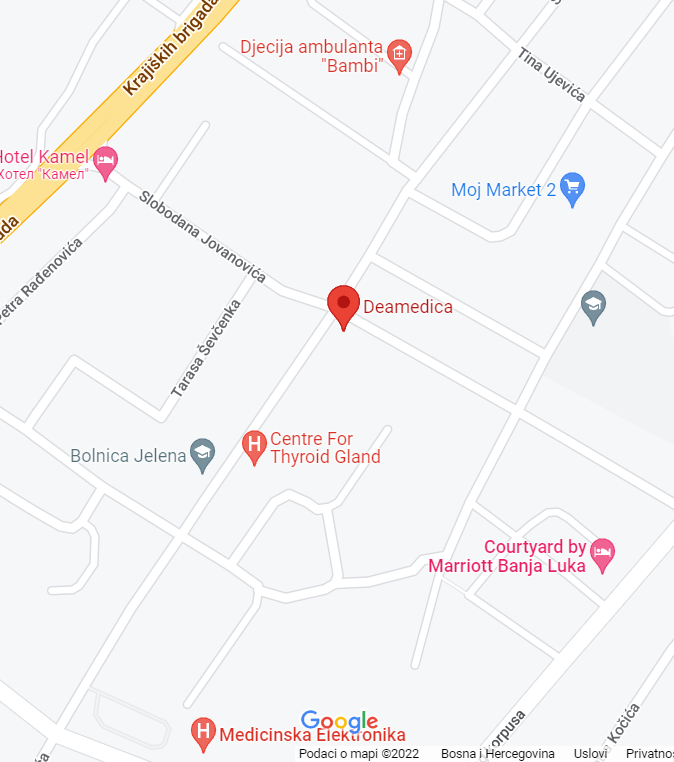 Krajiških brigada
Djecija ambulanta
"Bambi"
Tina Ujevića
Hotel Kamel
Хотел "Камел"
Moj Market 2
Slobodana Jovanovića
Petra Rađenovića
Deamedica
Tarasa Ševčenka
Centre For
Thyroid Gland
Bolnica Jelena
Courtyard by
Marriott Banja Luka
Kočića
Google
Medicinska Elektronika
Podaci o mapi ©2022
Bosna i Hercegovina
Uslovi